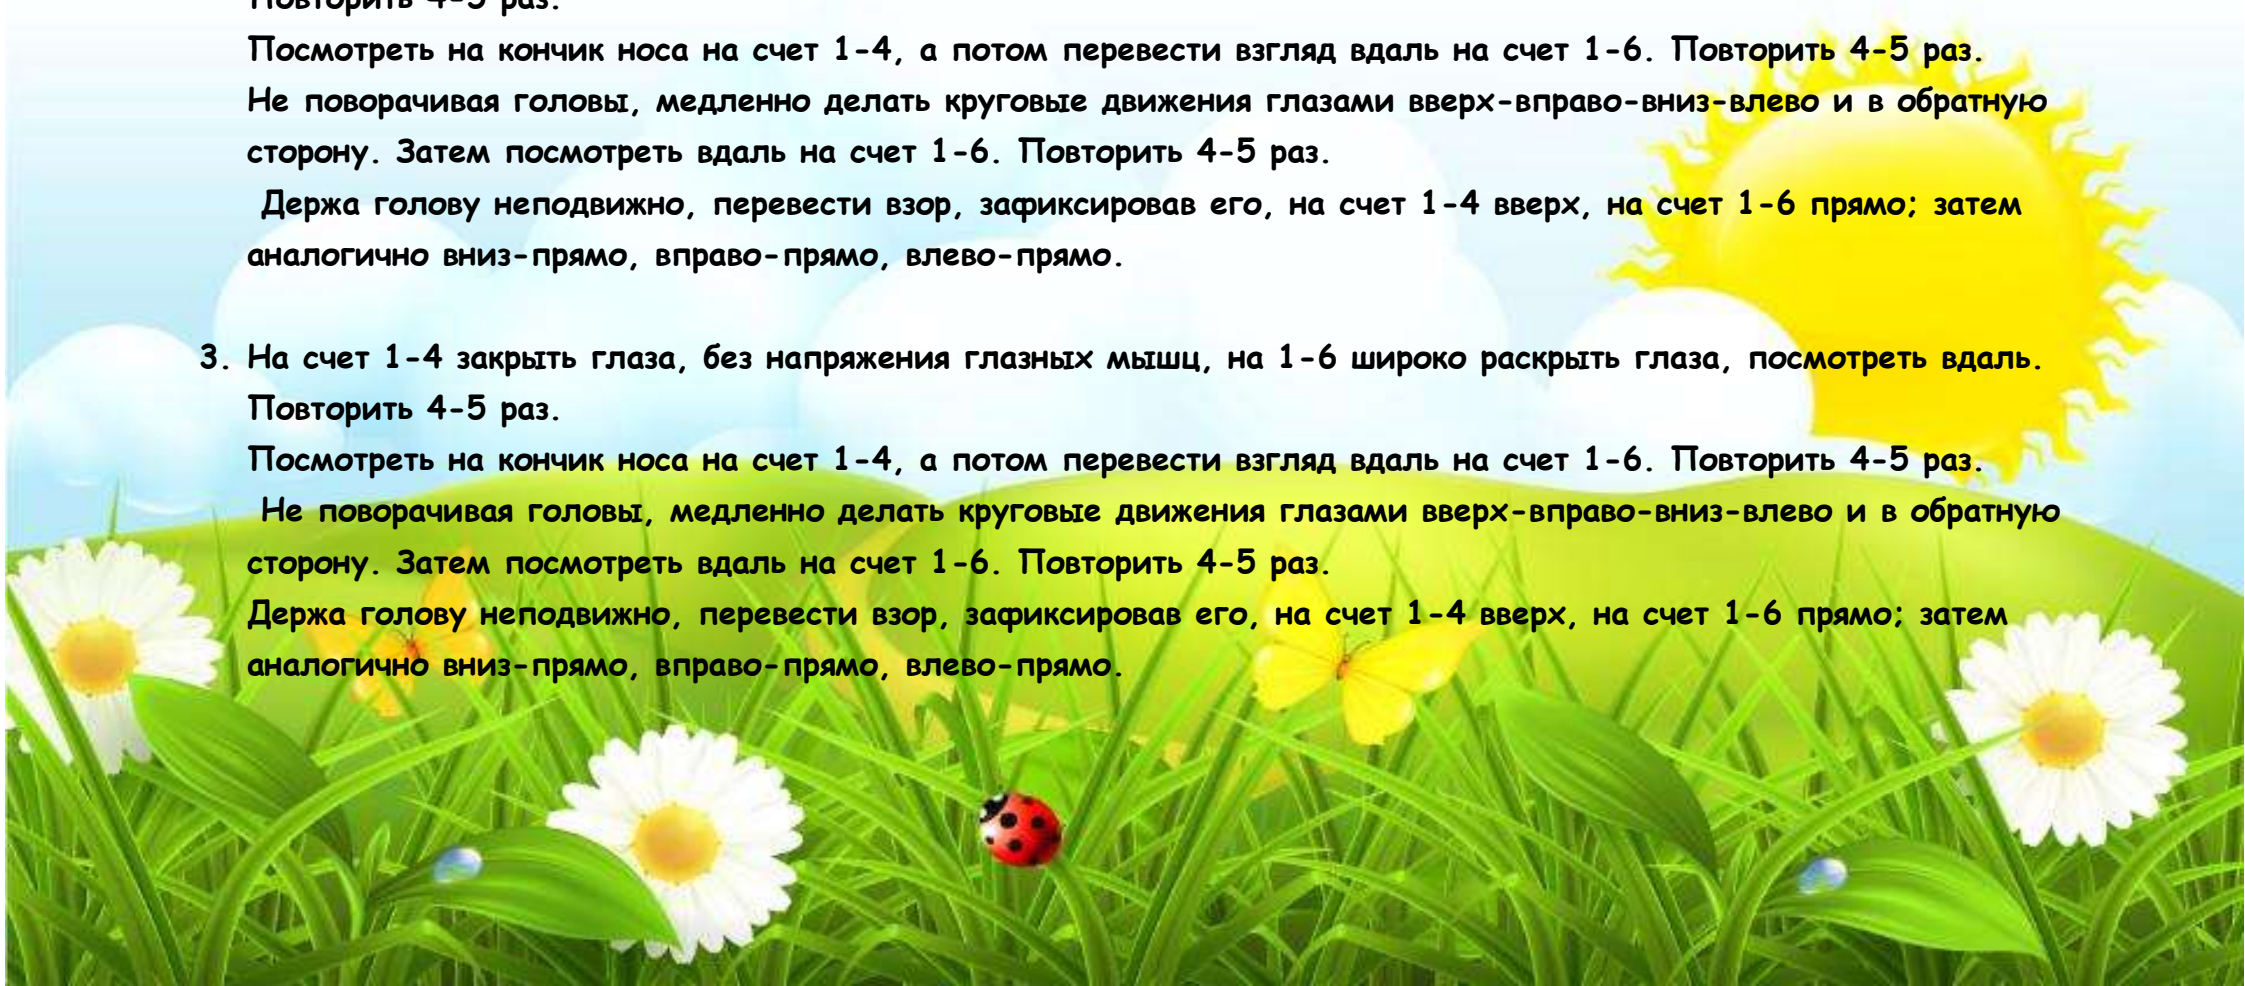 Повторить 4-5 раз.
Посмотреть на кончик носа на счет 1-4, а потом перевести взгляд вдаль на счет 1-6. Повторить 4-5 раз.
Не поворачивая головы, медленно делать круговые движения глазами вверх-вправо-вниз-влево и в обратную
сторону. Затем посмотреть вдаль на счет 1-6. Повторить 4-5 раз.
Держа голову неподвижно, перевести взор, зафиксировав его, на счет 1-4 вверх, на счет 1-6 прямо; затем
аналогично вниз-прямо, вправо-прямо, влево-прямо.
3. На счет 1-4 закрыть глаза, без напряжения глазных мышц, на 1-6 широко раскрыть глаза, посмотреть вдаль.
Повторить 4-5 раз.
Посмотреть на кончик носа на счет 1-4, а потом перевести взгляд вдаль на счет 1-6. Повторить 4-5 раз.
Не поворачивая головы, медленно делать круговые движения глазами вверх-вправо-вниз-влево и в обратную
сторону. Затем посмотреть вдаль на счет 1-6. Повторить 4-5 раз.
Держа голову неподвижно, перевести взор, зафиксировав его, на счет 1-4 вверх, на счет 1-6 прямо; затем
аналогично вниз-прямо, вправо-прямо, влево-прямо.